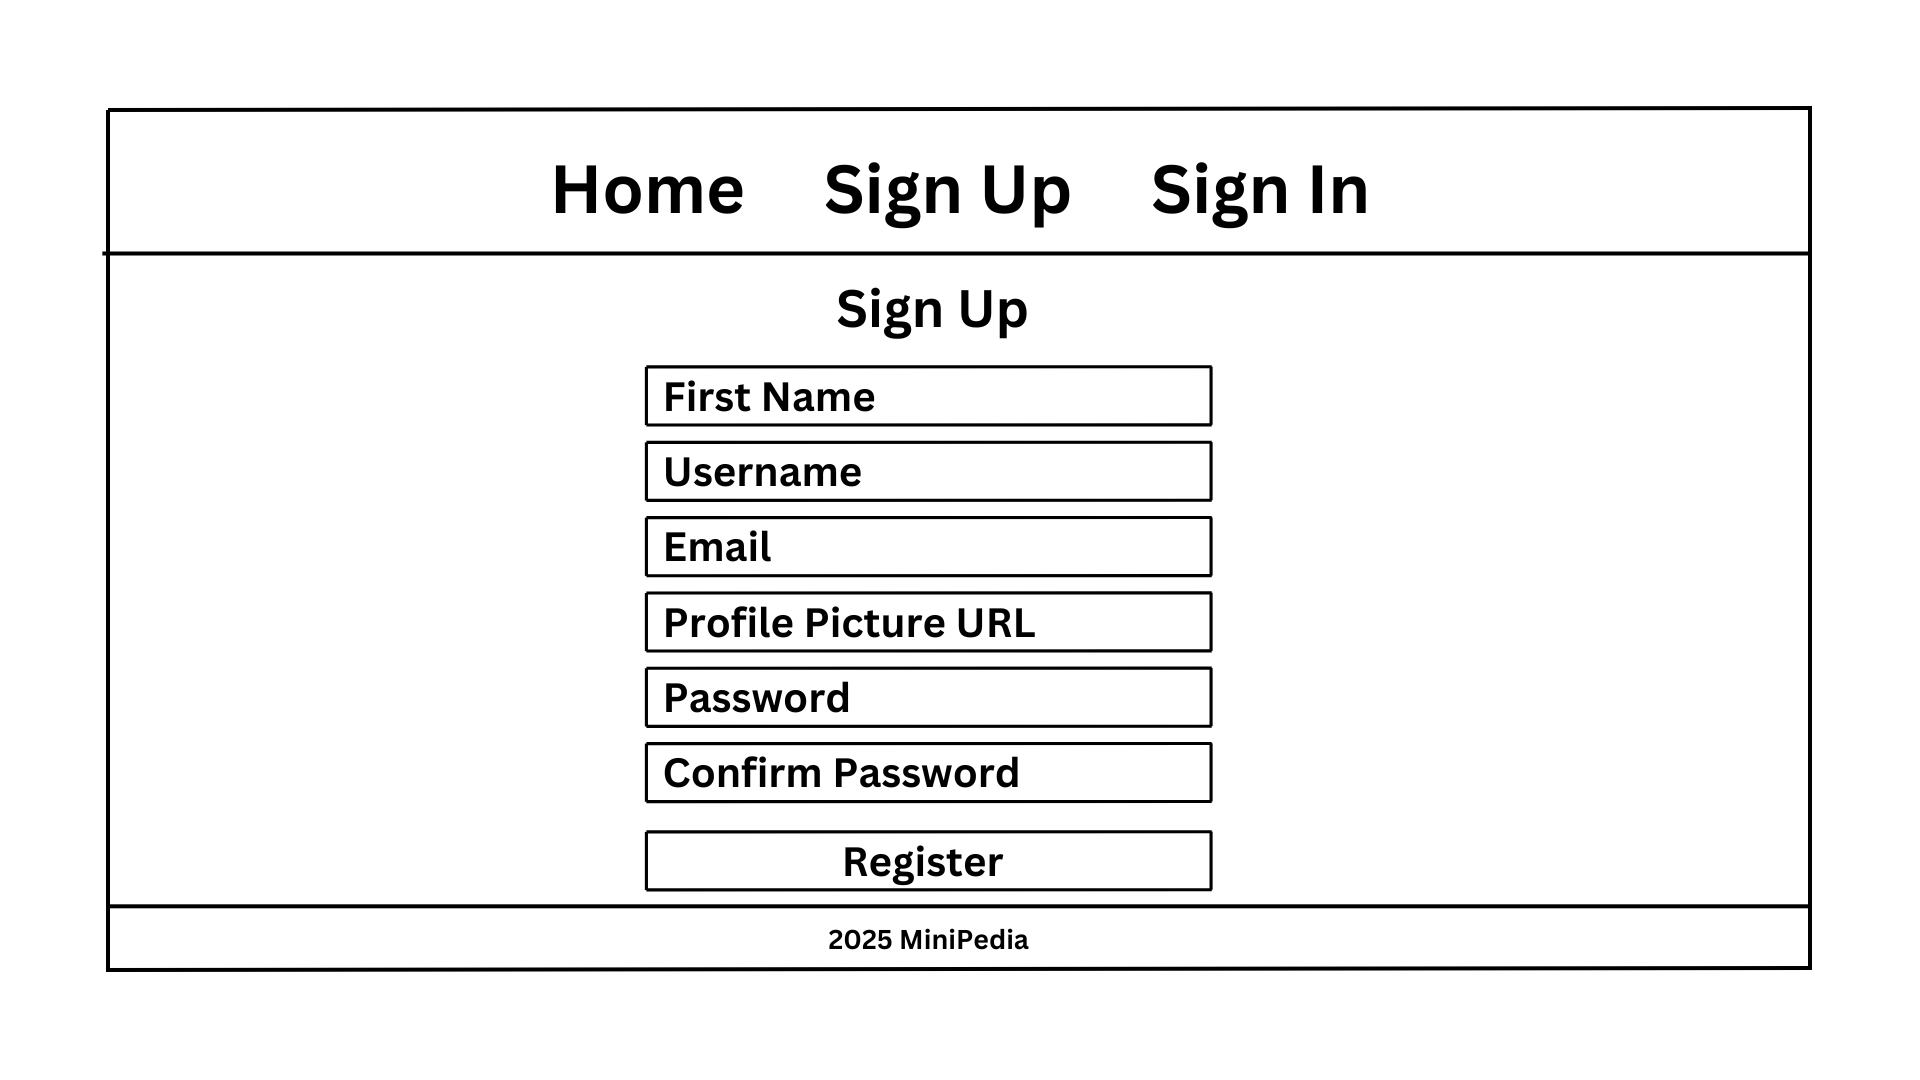 Home Sign Up Sign In
Sign Up
First Name
Username
Email
Profile Picture URL
Password
Confirm Password
Register
2025 MiniPedia